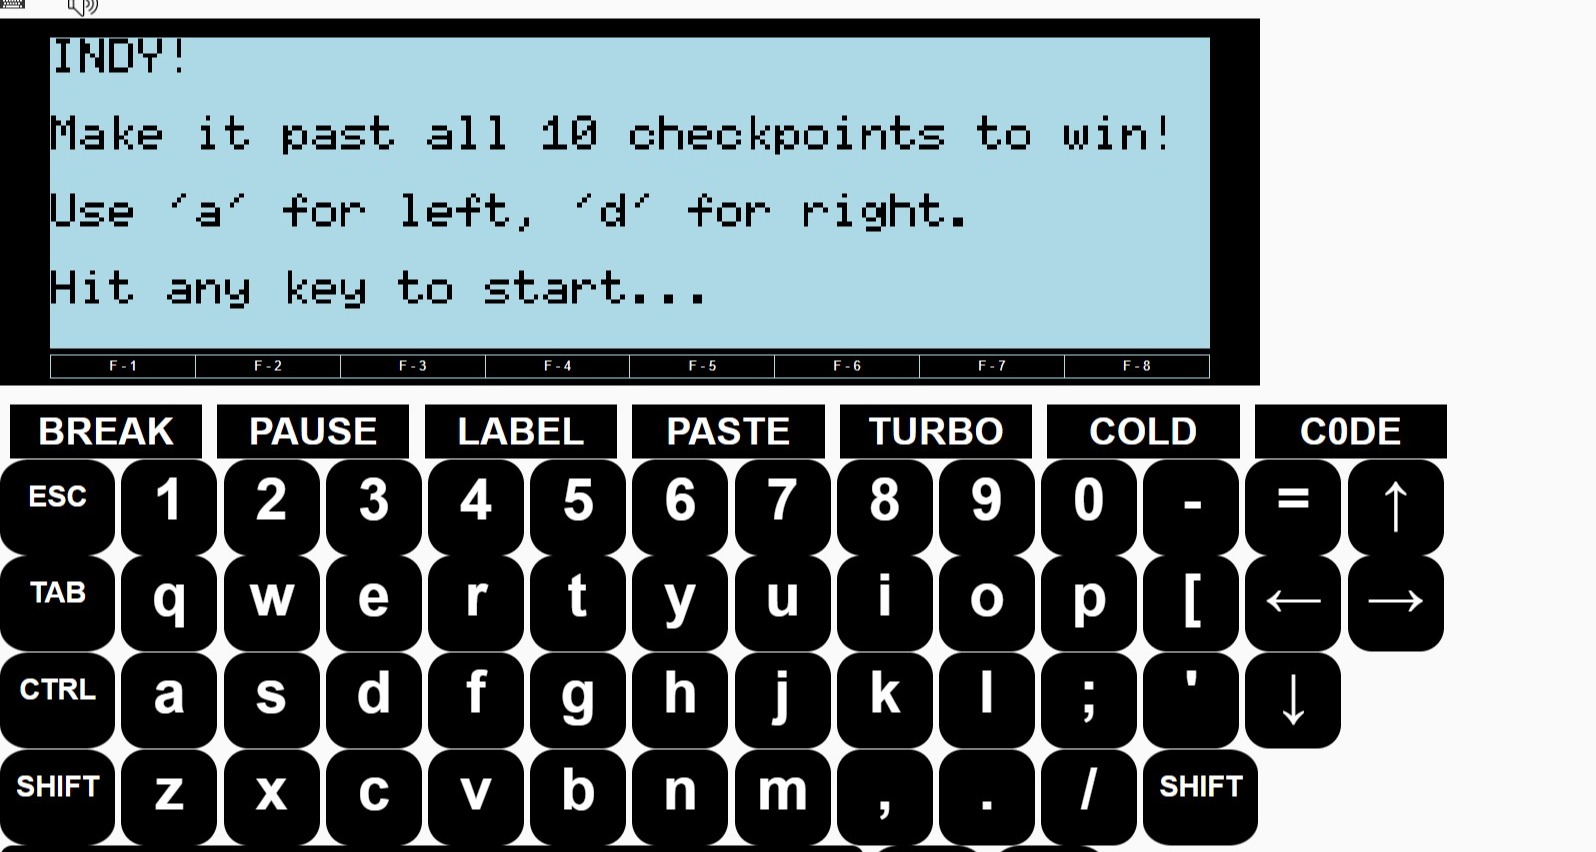 INDY!
Make it past all 10 checkpoints to win!
Use ´a´ for left, ´d´ for right.
Hit any key to start...
F-1 F-2 F-3 F-4 F-5 F-6 F-7 F-8
BREAK PAUSE LABEL PASTE TURBO COLD C0DE
ESC 1 2 3 4 5 6 7 8 9 0 - = ↑
TAB q w e r t y u i o p [ ← →
CTRL a s d f g h j k l ; ' ↓
SHIFT z x c v b n m , . / SHIFT